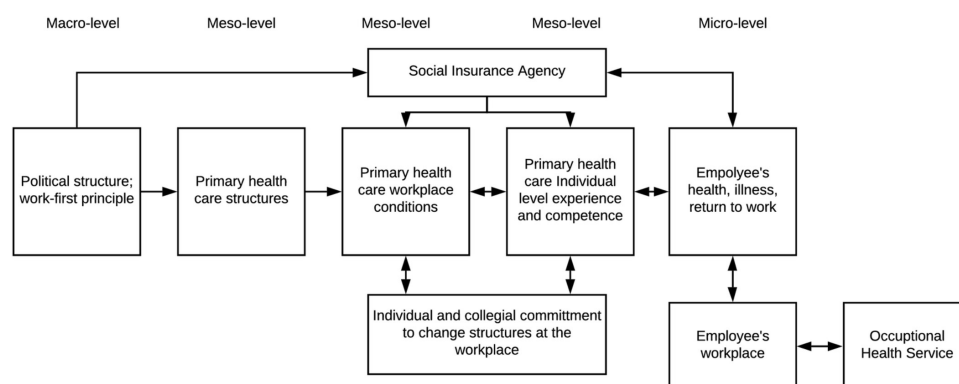 Macro-level
Meso-level
Meso-level
Meso-level
Micro-level
Social Insurance Agency
Political structure;
work-first principle
Primary health
care structures
Primary health
care workplace
conditions
Primary health
care Individual
level experience
and competence
Empolyee's
health, illness,
return to work
Individual and collegial committment
to change structures at the
workplace
Employee's
workplace
Occuptional
Health Service